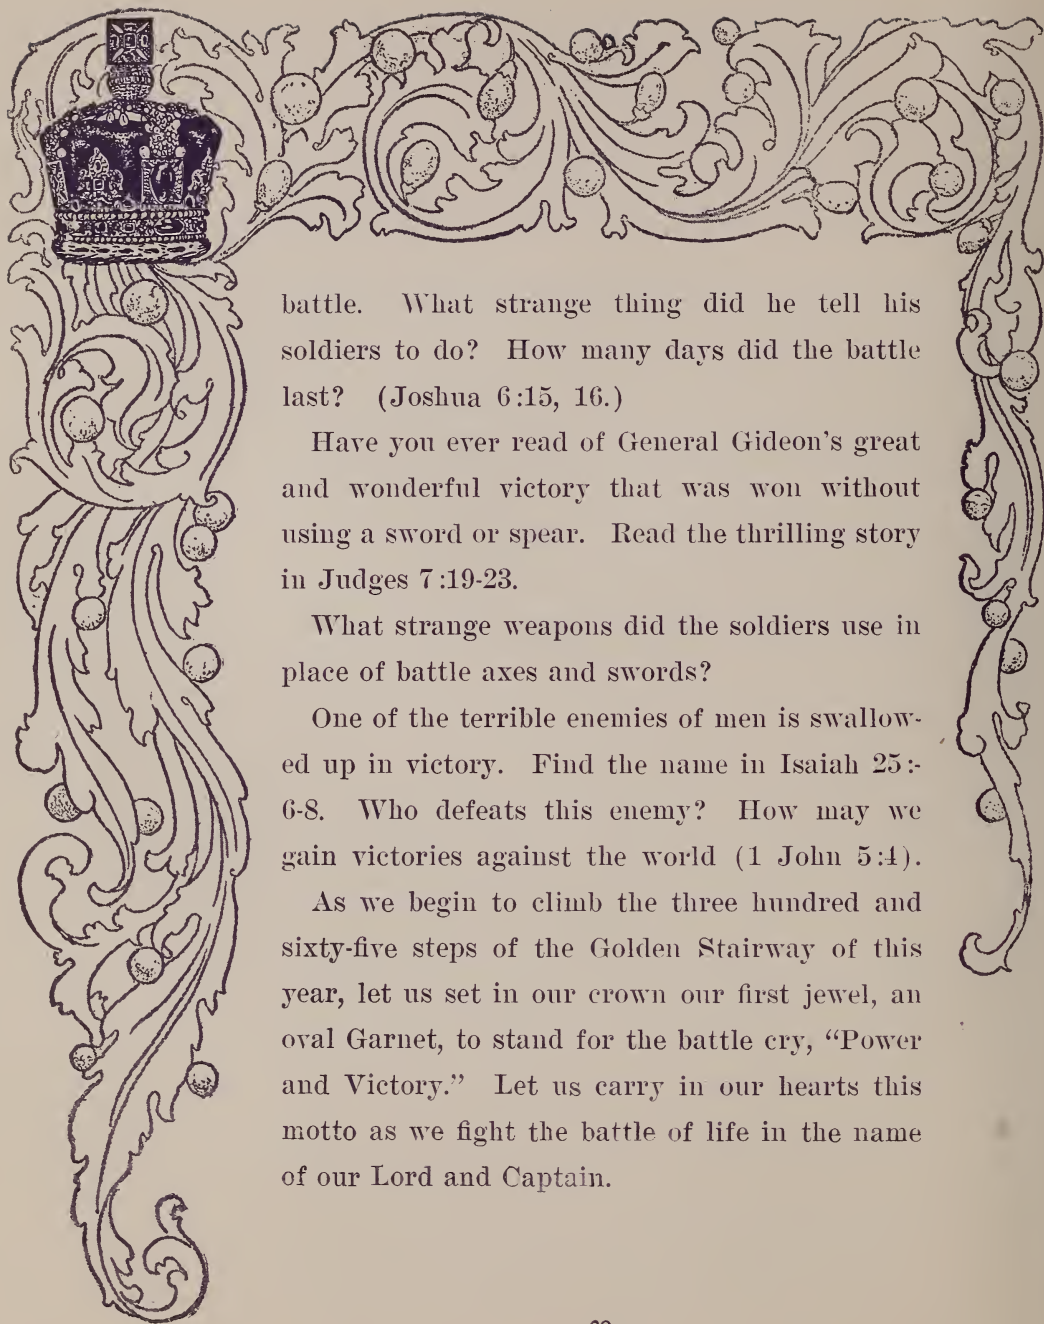 battle. What strange thing did he tell his
soldiers to do? How many days did the battle
last? (Joshua 6:15, 16.)
Have you ever read of General Gideon's great
and wonderful victory that was won without
using a sword or spear. Read the thrilling story
in Judges 7:19-23.
What strange weapons did the soldiers use in
place of battle axes and swords?
One of the terrible enemies of men is swallow-
ed up in victory. Find the name in Isaiah 25:-
6-8. Who defeats this enemy? How may we
gain victories against the world (1 John 5:4).
As we begin to climb the three hundred and
sixty-five steps of the Golden Stairway of this
year, let us set in our crown our first jewel, an
oval Garnet, to stand for the battle cry, “Power
and Victory.” Let us carry in our hearts this
motto as we fight the battle of life in the name
of our Lord and Captain.